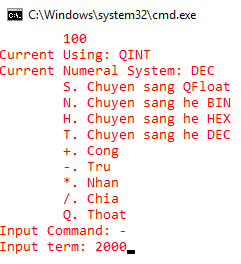 C:\Windows\system32\cmd.exe
100
Current Using: QINT
Current Numeral System: DEC
S. Chuyen sang QFloat
N. Chuyen sang he BIN
H. Chuyen sang he HEX
T. Chuyen sang he DEC
+. Cong
-. Tru
*. Nhan
/. Chia
Q. Thoat
Input Command: -
Input term: 2000